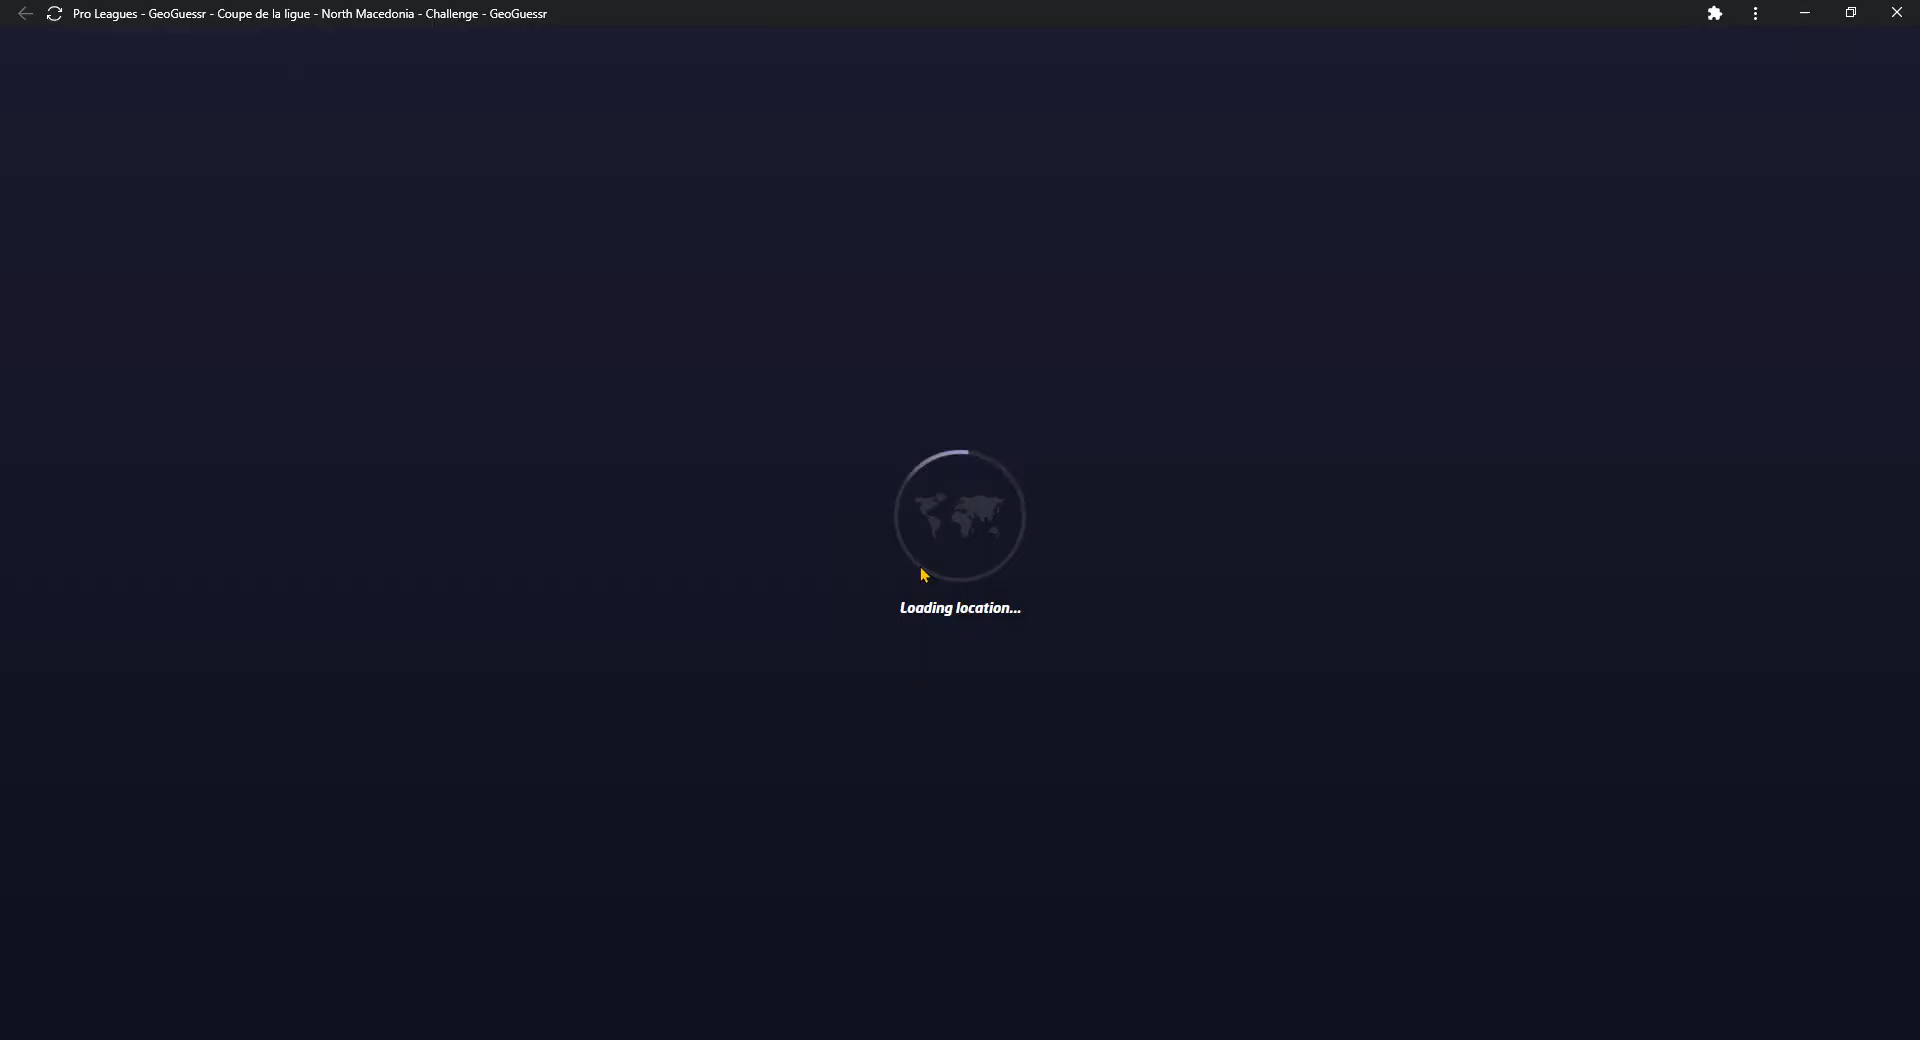 Pro Leagues - GeoGuessr - Coupe de la ligue - North Macedonia - Challenge - GeoGuessr
Loading location...